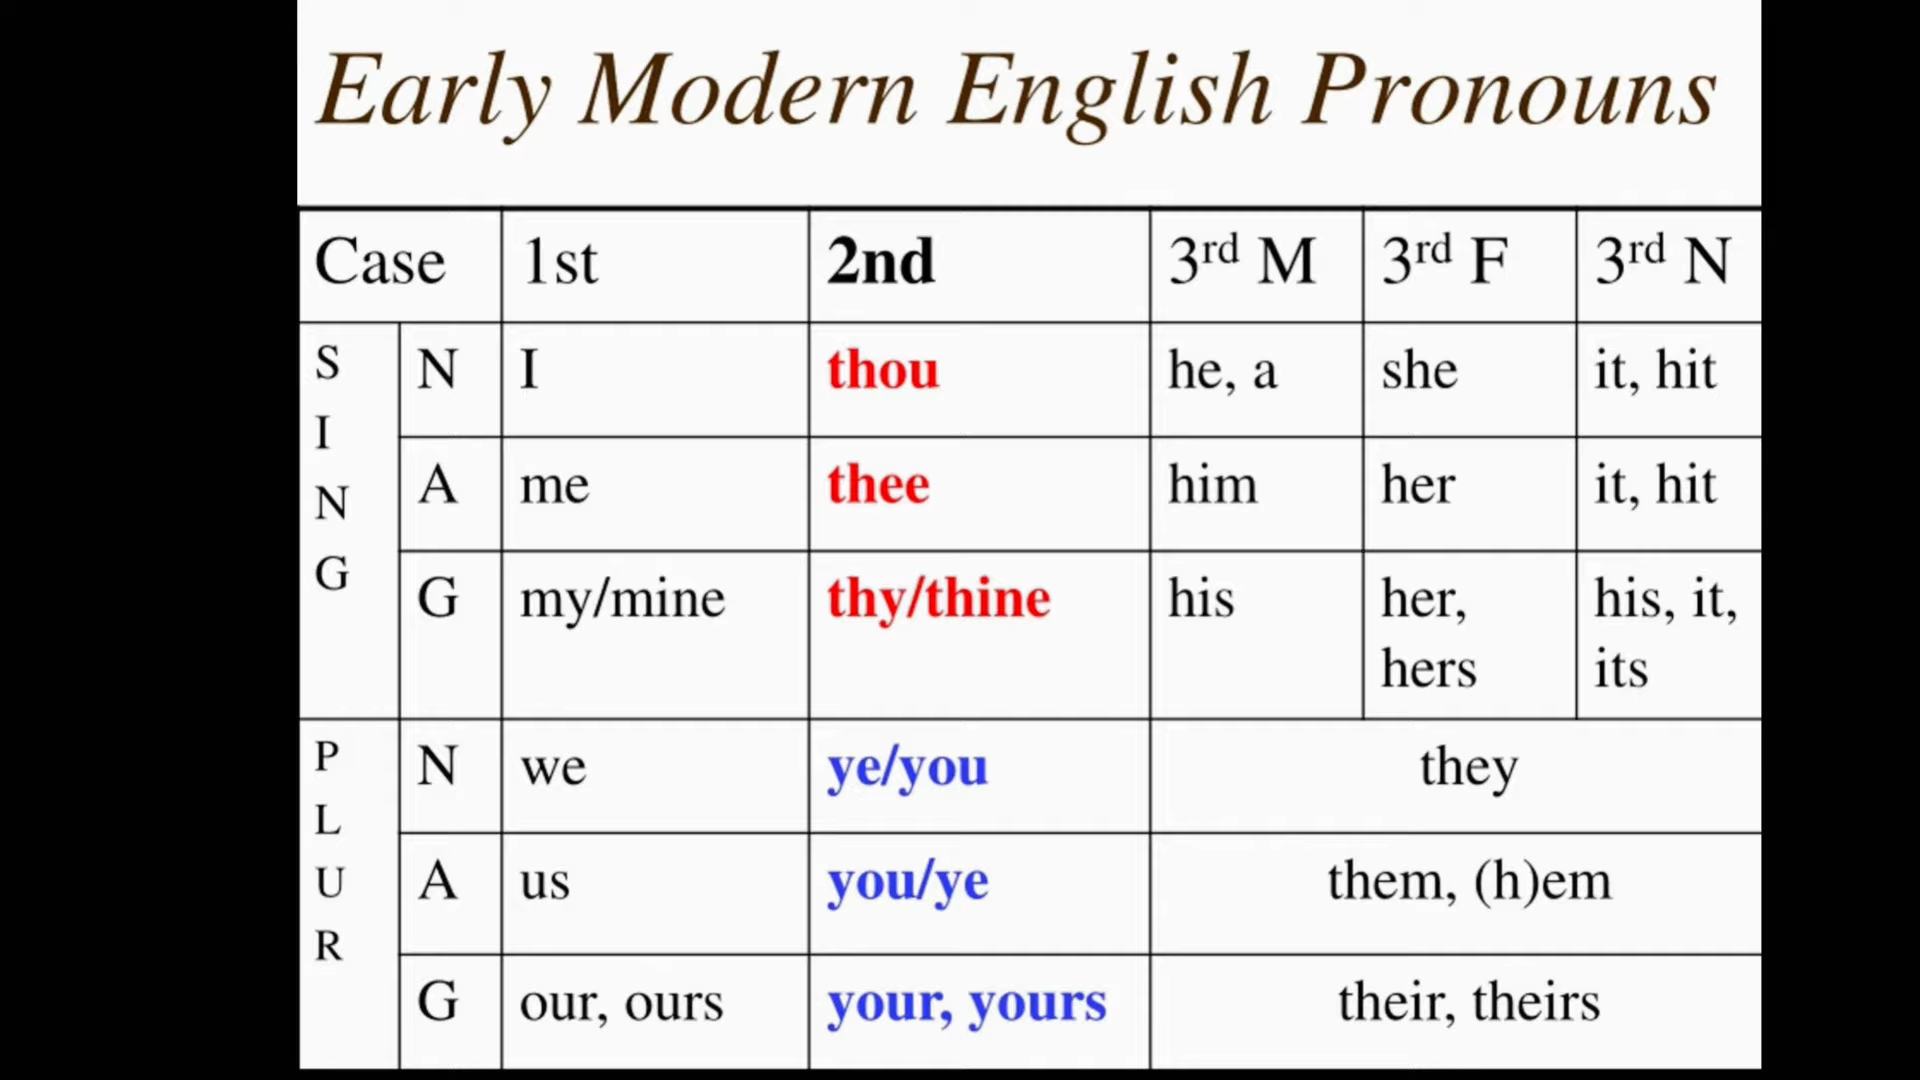 Early Modern English Pronouns
Case 1st 2nd 3rd M 3rd F 3rd N
SING
N I thou he, a she it, hit
A me thee him her it, hit
G my/mine thy/thine his her, hers his, it, its
PLUR
N we ye/you they
A us you/ye them, (h)em
G our, ours your, yours their, theirs